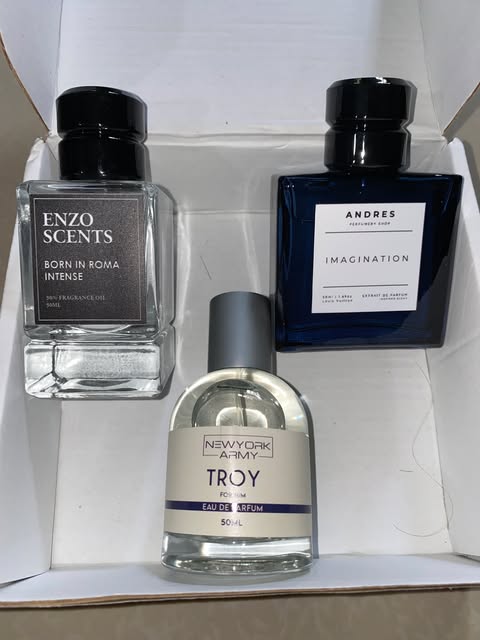 ENZO
SCENTS
BORN IN ROMA
INTENSE
50ML
ANDRES
PERFUMERY SHOP
IMAGINATION
EXTRAIT DE PARFUM
NEWYORK
ARMY
TROY
FOR HIM
EAU DE PARFUM
50ML